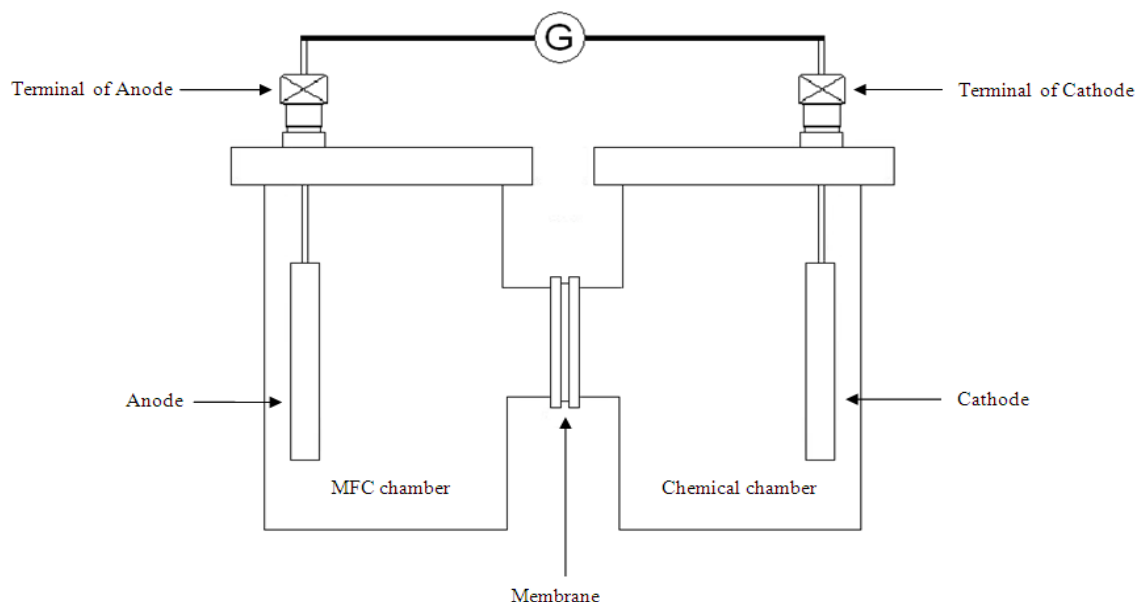 G
Terminal of Anode
Terminal of Cathode
Anode
Cathode
MFC chamber
Chemical chamber
Membrane